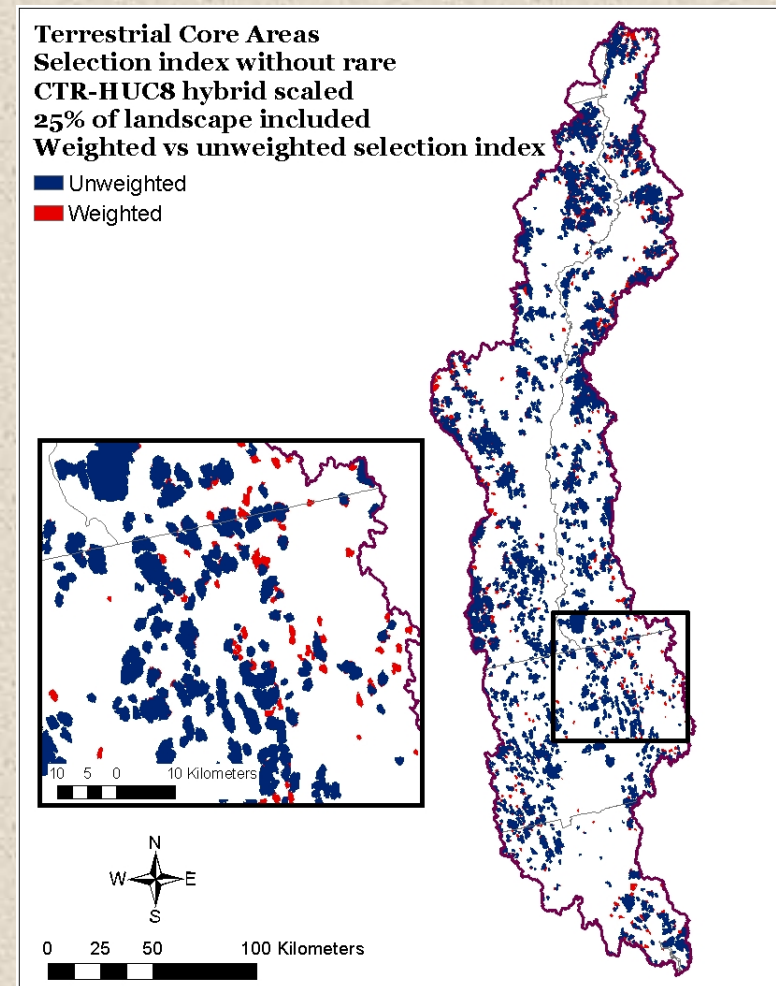 Terrestrial Core Areas
Selection index without rare
CTR-HUC8 hybrid scaled
25% of landscape included
Weighted vs unweighted selection index
Unweighted
Weighted
10 5 0 10 Kilometers
N
W E
S
0 25 50 100 Kilometers